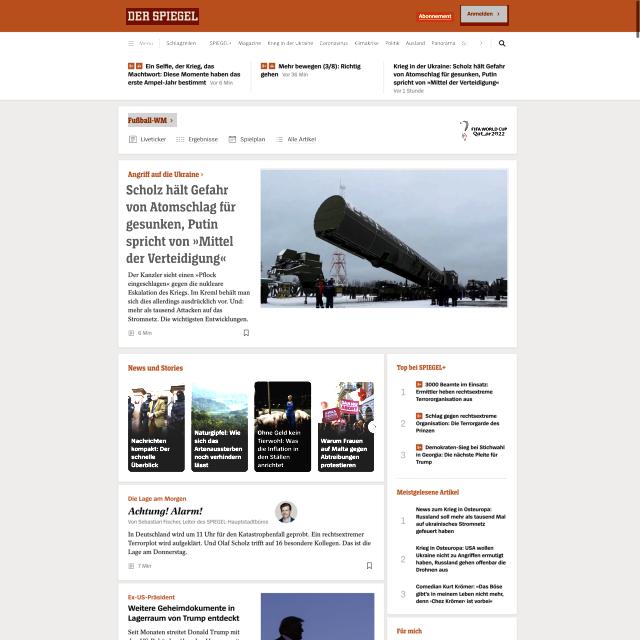 DER SPIEGEL
Abonnement
Anmelden
Menü
Schlagzeilen
SPIEGEL+
Magazine
Krieg in der Ukraine
Coronavirus
Klimakrise
Politik
Ausland
Panorama
Ein Selfie, der Krieg, das
Machtwort: Diese Momente haben das
erste Ampel-Jahr bestimmt Vor 6 Min
Mehr bewegen (3/8): Richtig
gehen Vor 36 Min
Krieg in der Ukraine: Scholz hält Gefahr
von Atomschlag für gesunken, Putin
spricht von »Mittel der Verteidigung«
Vor 1 Stunde
Fußball-WM
Liveticker
Ergebnisse
Spielplan
Alle Artikel
FIFA WORLD CUP
Qatar2022
Angriff auf die Ukraine
Scholz hält Gefahr
von Atomschlag für
gesunken, Putin
spricht von »Mittel
der Verteidigung«
Der Kanzler sieht einen »Pflock
eingeschlagen« gegen die nukleare
Eskalation des Kriegs. Im Kreml behält man
sich dies allerdings ausdrücklich vor. Und:
mehr als tausend Attacken auf das
Stromnetz. Die wichtigsten Entwicklungen.
6 Min
News und Stories
Nachrichten
kompakt: Der
schnelle
Überblick
Naturgipfel: Wie
sich das
Artenaussterben
noch verhindern
lässt
Ohne Geld kein
Tierwohl: Was
die Inflation in
den Ställen
anrichtet
Warum Frauen
auf Malta gegen
Abtreibungen
protestieren
Die Lage am Morgen
Achtung! Alarm!
Von Sebastian Fischer, Leiter des SPIEGEL-Hauptstadtbüros
In Deutschland wird um 11 Uhr für den Katastrophenfall geprobt. Ein rechtsextremer
Terrorplot wird aufgeklärt. Und Olaf Scholz trifft auf 16 besondere Kollegen. Das ist die
Lage am Donnerstag.
7 Min
Ex-US-Präsident
Weitere Geheimdokumente in
Lagerraum von Trump entdeckt
Seit Monaten streitet Donald Trump mit
Top bei SPIEGEL+
1
3000 Beamte im Einsatz:
Ermittler heben rechtsextreme
Terrororganisation aus
2
Schlag gegen rechtsextreme
Organisation: Die Terrorgarde des
Prinzen
3
Demokraten-Sieg bei Stichwahl
in Georgia: Die nächste Pleite für
Trump
Meistgelesene Artikel
1
News zum Krieg in Osteuropa:
Russland soll mehr als tausend Mal
auf ukrainisches Stromnetz
gefeuert haben
2
Krieg in Osteuropa: USA wollen
Ukraine nicht zu Angriffen ermutigt
haben, Russland gehen offenbar die
Drohnen aus
3
Comedian Kurt Krömer: »Das Böse
gibt's in meinem Leben nicht mehr,
denn ›Chez Krömer‹ ist vorbei«
Für mich